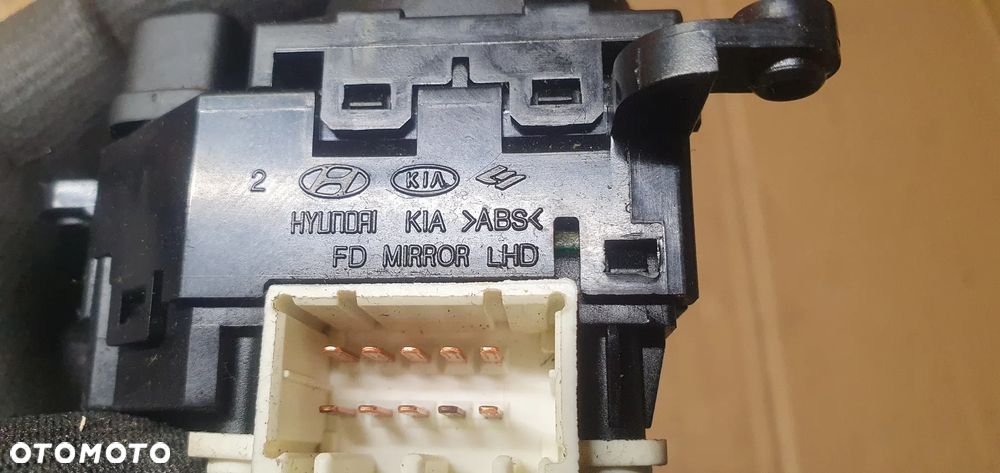 2 KIA
HYUNDAI KIA >ABS<
FD MIRROR LHD
OTOMOTO